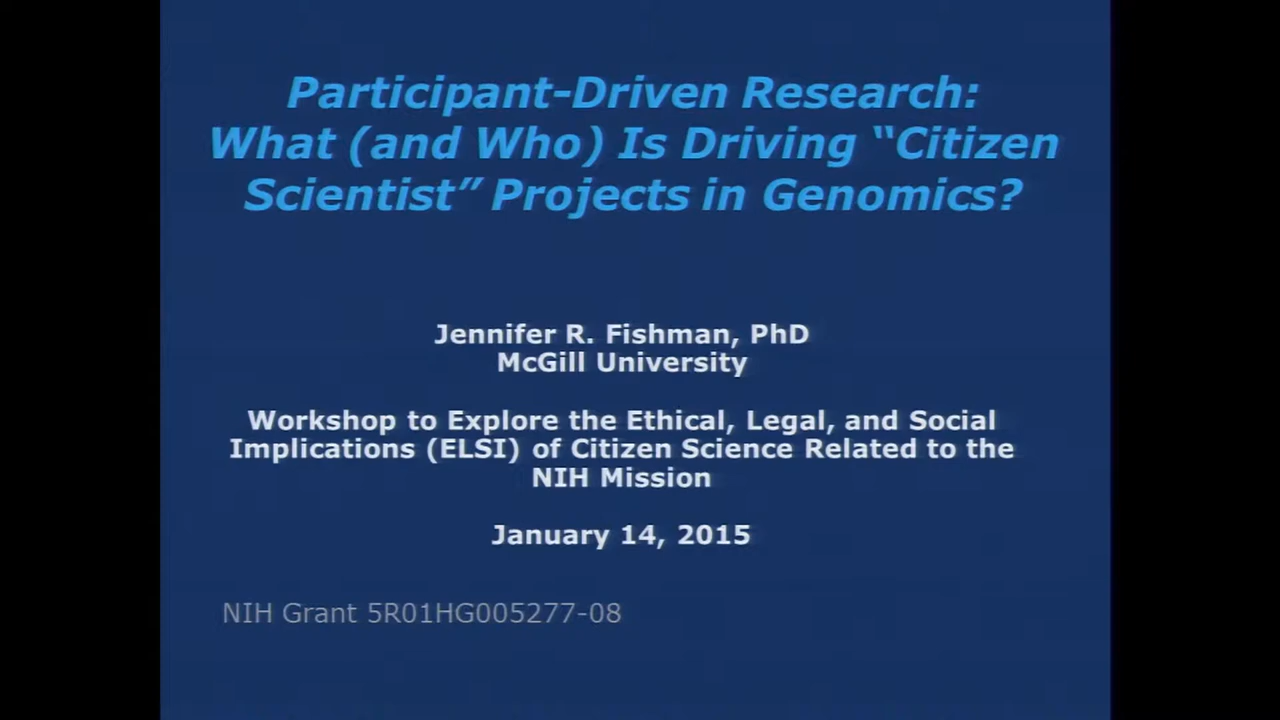 Participant-Driven Research:
What (and Who) Is Driving “Citizen
Scientist” Projects in Genomics?
Jennifer R. Fishman, PhD
McGill University
Workshop to Explore the Ethical, Legal, and Social
Implications (ELSI) of Citizen Science Related to the
NIH Mission
January 14, 2015
NIH Grant 5R01HG005277-08